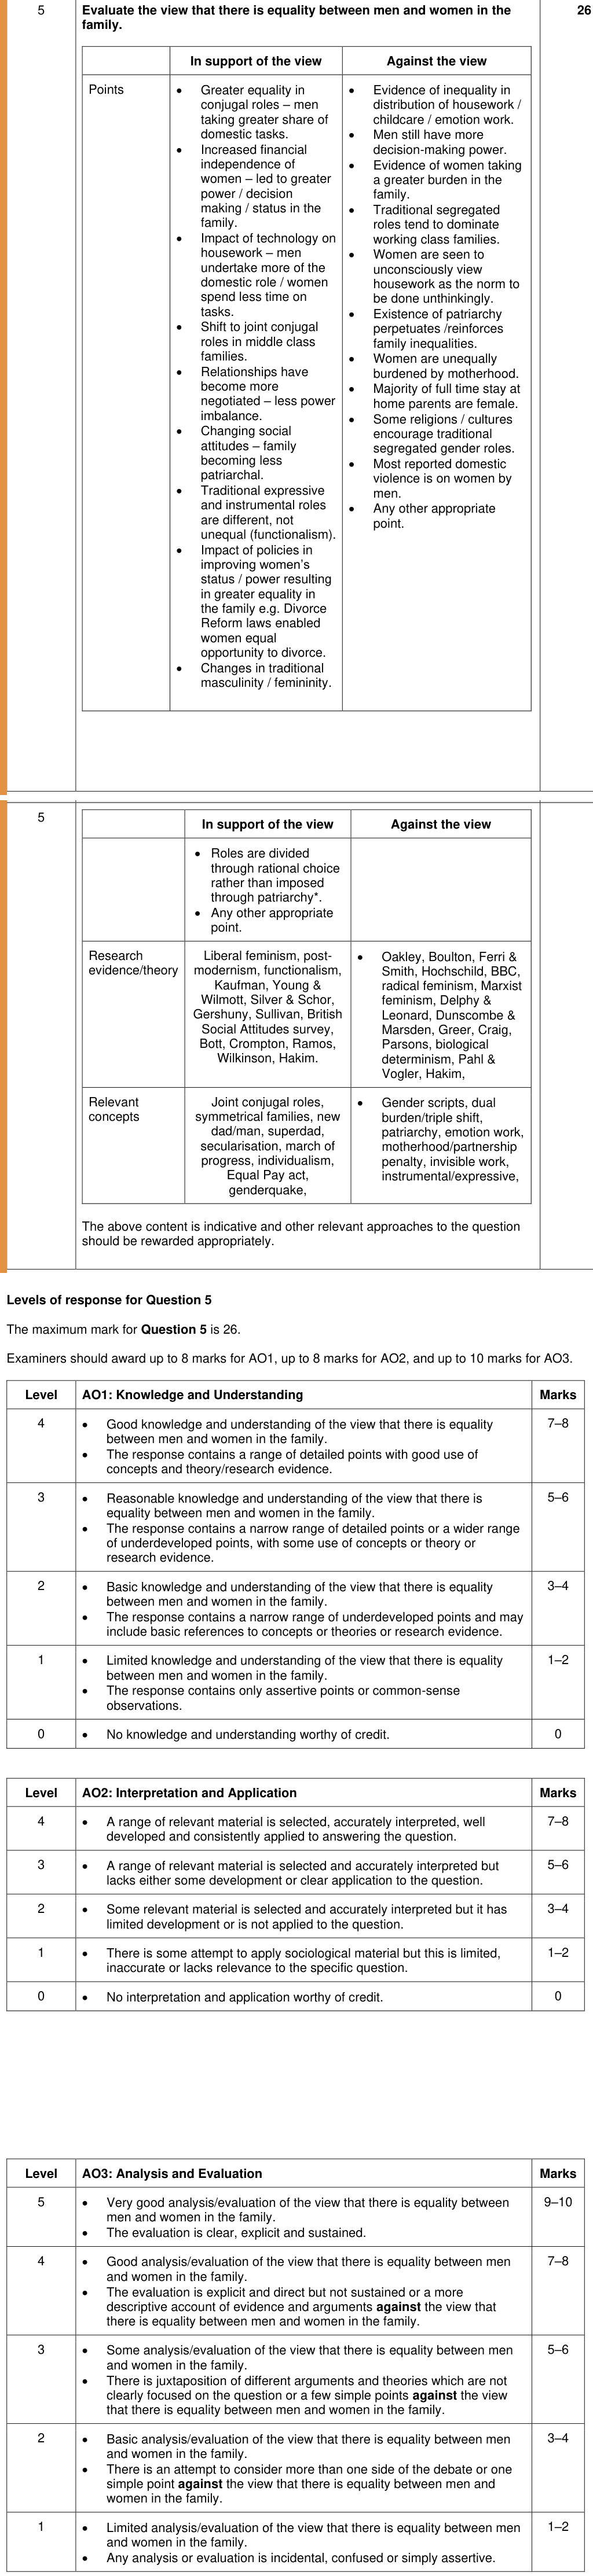 5
Evaluate the view that there is equality between men and women in the
family.
26
In support of the view
Against the view
Points
• Greater equality in
conjugal roles – men
taking greater share of
domestic tasks.
• Increased financial
independence of
women – led to greater
power / decision
making / status in the
family.
• Impact of technology on
housework – men
undertake more of the
domestic role / women
spend less time on
tasks.
• Shift to joint conjugal
roles in middle class
families.
• Relationships have
become more
negotiated – less power
imbalance.
• Changing social
attitudes – family
becoming less
patriarchal.
• Traditional expressive
and instrumental roles
are different, not
unequal (functionalism).
• Impact of policies in
improving women's
status / power resulting
in greater equality in
the family e.g. Divorce
Reform laws enabled
women equal
opportunity to divorce.
• Changes in traditional
masculinity / femininity.
• Evidence of inequality in
distribution of housework /
childcare / emotion work.
• Men still have more
decision-making power.
• Evidence of women taking
a greater burden in the
family.
• Traditional segregated
roles tend to dominate
working class families.
• Women are seen to
unconsciously view
housework as the norm to
be done unthinkingly.
• Existence of patriarchy
perpetuates /reinforces
family inequalities.
• Women are unequally
burdened by motherhood.
• Majority of full time stay at
home parents are female.
• Some religions / cultures
encourage traditional
segregated gender roles.
• Most reported domestic
violence is on women by
men.
• Any other appropriate
point.
5
In support of the view
Against the view
• Roles are divided
through rational choice
rather than imposed
through patriarchy*.
• Any other appropriate
point.
Research
evidence/theory
Liberal feminism, post-
modernism, functionalism,
Kaufman, Young &
Wilmott, Silver & Schor,
Gershuny, Sullivan, British
Social Attitudes survey,
Bott, Crompton, Ramos,
Wilkinson, Hakim.
• Oakley, Boulton, Ferri &
Smith, Hochschild, BBC,
radical feminism, Marxist
feminism, Delphy &
Leonard, Dunscombe &
Marsden, Greer, Craig,
Parsons, biological
determinism, Pahl &
Vogler, Hakim,
Relevant
concepts
Joint conjugal roles,
symmetrical families, new
dad/man, superdad,
secularisation, march of
progress, individualism,
Equal Pay act,
genderquake,
• Gender scripts, dual
burden/triple shift,
patriarchy, emotion work,
motherhood/partnership
penalty, invisible work,
instrumental/expressive,
The above content is indicative and other relevant approaches to the question
should be rewarded appropriately.
Levels of response for Question 5
The maximum mark for Question 5 is 26.
Examiners should award up to 8 marks for AO1, up to 8 marks for AO2, and up to 10 marks for AO3.
Level
AO1: Knowledge and Understanding
Marks
4
• Good knowledge and understanding of the view that there is equality
between men and women in the family.
• The response contains a range of detailed points with good use of
concepts and theory/research evidence.
7–8
3
• Reasonable knowledge and understanding of the view that there is
equality between men and women in the family.
• The response contains a narrow range of detailed points or a wider range
of underdeveloped points, with some use of concepts or theory or
research evidence.
5–6
2
• Basic knowledge and understanding of the view that there is equality
between men and women in the family.
• The response contains a narrow range of underdeveloped points and may
include basic references to concepts or theories or research evidence.
3–4
1
• Limited knowledge and understanding of the view that there is equality
between men and women in the family.
• The response contains only assertive points or common-sense
observations.
1–2
0
• No knowledge and understanding worthy of credit.
0
Level
AO2: Interpretation and Application
Marks
4
• A range of relevant material is selected, accurately interpreted, well
developed and consistently applied to answering the question.
7–8
3
• A range of relevant material is selected and accurately interpreted but
lacks either some development or clear application to the question.
5–6
2
• Some relevant material is selected and accurately interpreted but it has
limited development or is not applied to the question.
3–4
1
• There is some attempt to apply sociological material but this is limited,
inaccurate or lacks relevance to the specific question.
1–2
0
• No interpretation and application worthy of credit.
0
Level
AO3: Analysis and Evaluation
Marks
5
• Very good analysis/evaluation of the view that there is equality between
men and women in the family.
• The evaluation is clear, explicit and sustained.
9–10
4
• Good analysis/evaluation of the view that there is equality between men
and women in the family.
• The evaluation is explicit and direct but not sustained or a more
descriptive account of evidence and arguments against the view that
there is equality between men and women in the family.
7–8
3
• Some analysis/evaluation of the view that there is equality between men
and women in the family.
• There is juxtaposition of different arguments and theories which are not
clearly focused on the question or a few simple points against the view
that there is equality between men and women in the family.
5–6
2
• Basic analysis/evaluation of the view that there is equality between men
and women in the family.
• There is an attempt to consider more than one side of the debate or one
simple point against the view that there is equality between men and
women in the family.
3–4
1
• Limited analysis/evaluation of the view that there is equality between men
and women in the family.
• Any analysis or evaluation is incidental, confused or simply assertive.
1–2